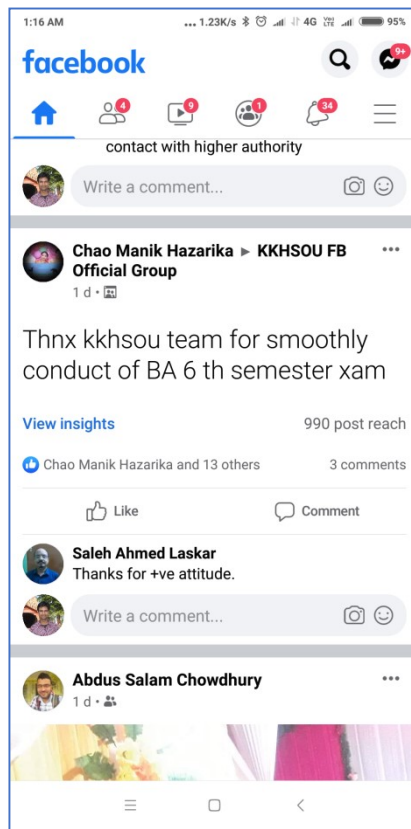 1:16 AM ... 1.23K/s 4G VoLTE 95%
facebook 9+
4 9 1 34
contact with higher authority
Write a comment...
Chao Manik Hazarika ▸ KKHSOU FB
Official Group
1 d •
Thnx kkhsou team for smoothly
conduct of BA 6 th semester xam
View insights 990 post reach
Chao Manik Hazarika and 13 others 3 comments
Like Comment
Saleh Ahmed Laskar
Thanks for +ve attitude.
Write a comment...
Abdus Salam Chowdhury
1 d •